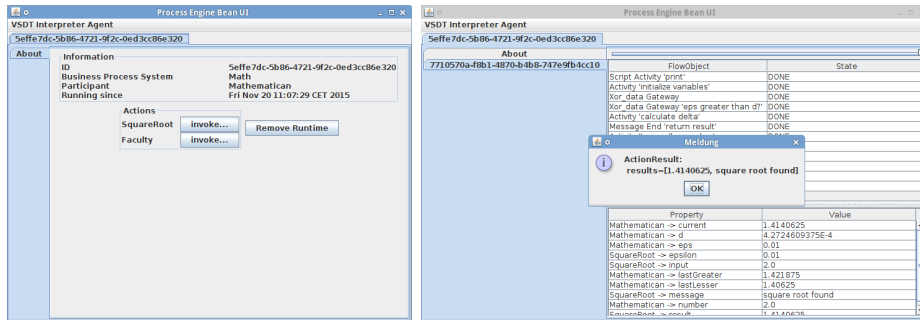 Process Engine Bean UI
VSDT Interpreter Agent
5effe7dc-5b86-4721-9f2c-0ed3cc86e320
About
Information
ID 5effe7dc-5b86-4721-9f2c-0ed3cc86e320
Business Process System Math
Participant Mathematican
Running since Fri Nov 20 11:07:29 CET 2015
Actions
SquareRoot invoke...
Faculty invoke...
Remove Runtime
Process Engine Bean UI
VSDT Interpreter Agent
5effe7dc-5b86-4721-9f2c-0ed3cc86e320
About
7710570a-f8b1-4870-b4b8-747e9fb4cc10
FlowObject State
Script Activity 'print' DONE
Activity 'initialize variables' DONE
Xor_data Gateway DONE
Xor_data Gateway 'eps greater than d?' DONE
Activity 'calculate delta' DONE
Message End 'return result' DONE
Meldung
ActionResult:
results=[1.4140625, square root found]
OK
Property Value
Mathematican -> current 1.4140625
Mathematican -> d 4.2724609375E-4
Mathematican -> eps 0.01
SquareRoot -> epsilon 0.01
SquareRoot -> input 2.0
Mathematican -> lastGreater 1.421875
Mathematican -> lastLesser 1.40625
SquareRoot -> message square root found
Mathematican -> number 2.0
SquareRoot -> result 1.4140625